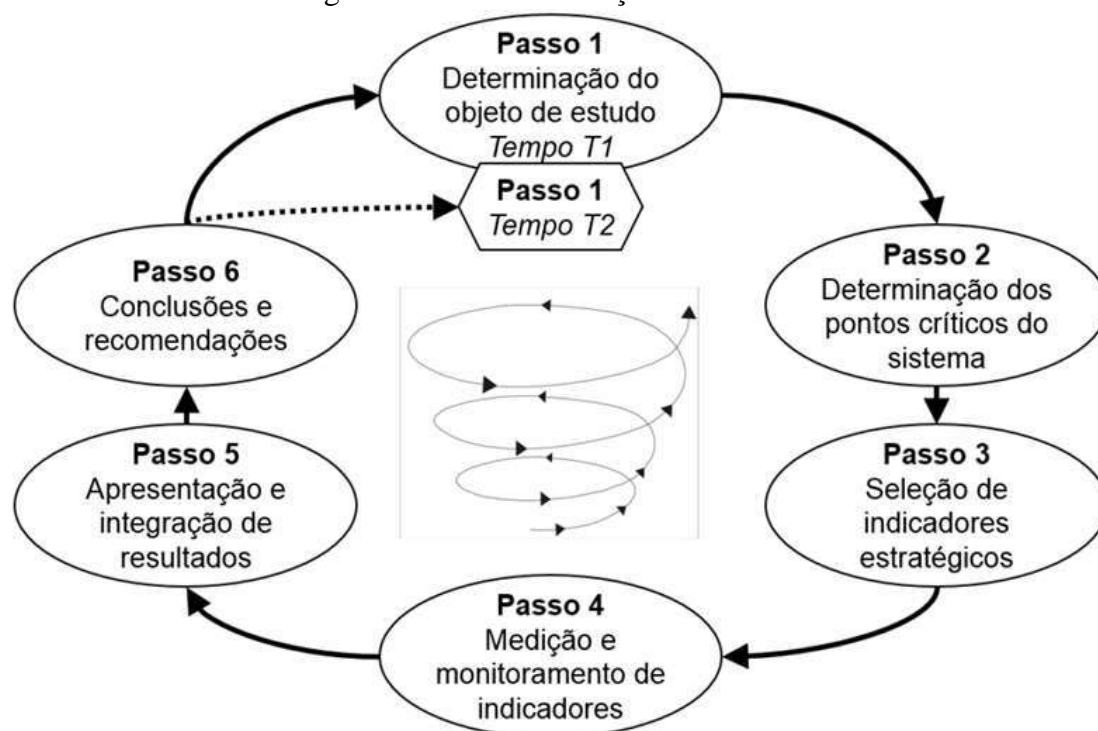 Passo 1
Determinação do
objeto de estudo
Tempo T1
Passo 1
Tempo T2
Passo 2
Determinação dos
pontos críticos do
sistema
Passo 3
Seleção de
indicadores
estratégicos
Passo 4
Medição e
monitoramento de
indicadores
Passo 5
Apresentação e
integração de
resultados
Passo 6
Conclusões e
recomendações